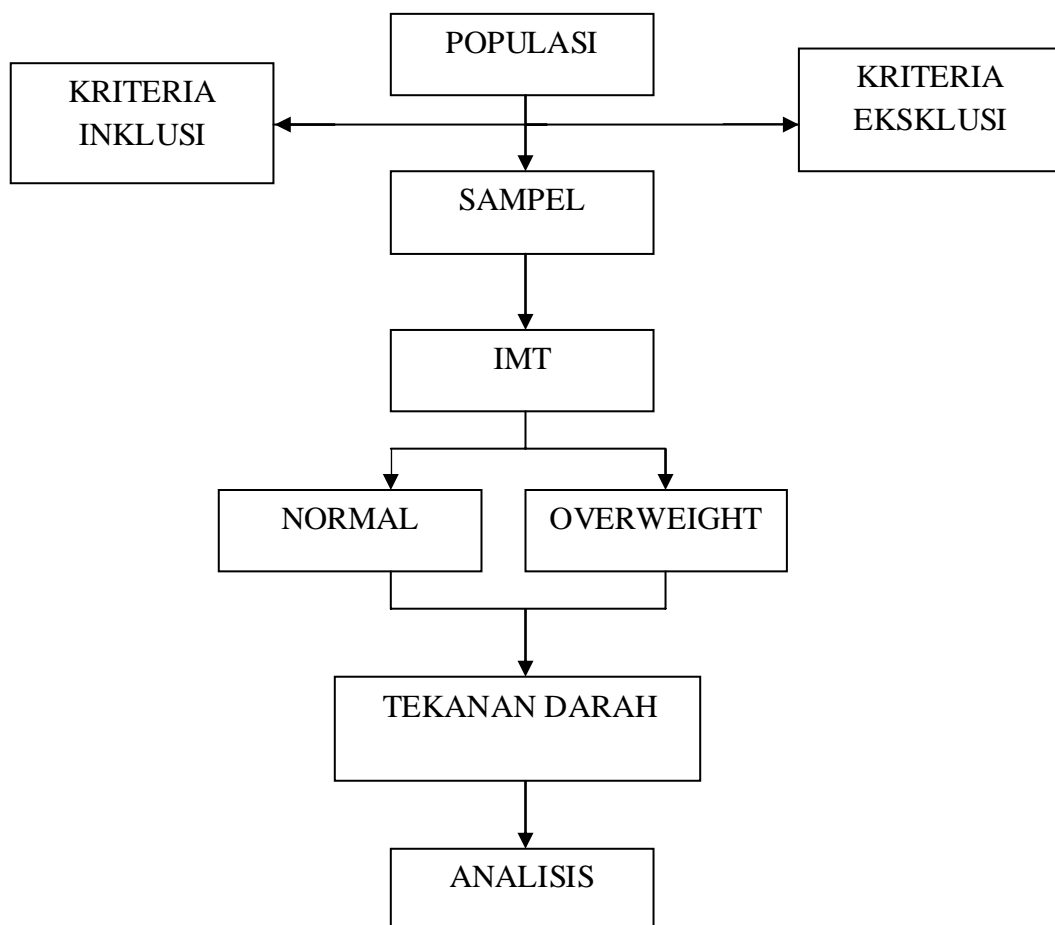 POPULASI
KRITERIA
INKLUSI
KRITERIA
EKSKLUSI
SAMPEL
IMT
NORMAL
OVERWEIGHT
TEKANAN DARAH
ANALISIS